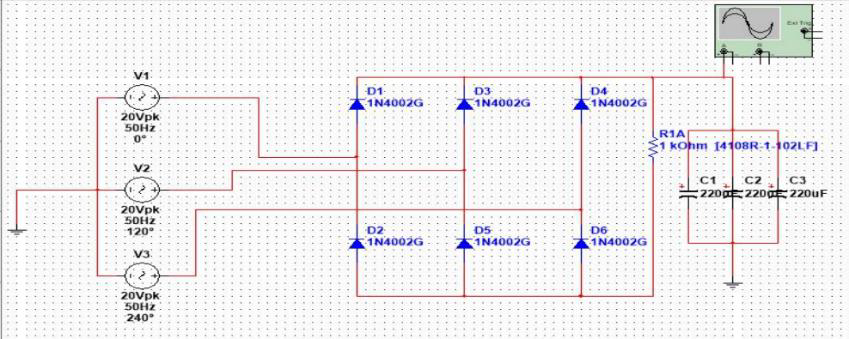 Ext Trig
V1
20Vpk
50Hz
0°
V2
20Vpk
50Hz
120°
V3
20Vpk
50Hz
240°
D1
1N4002G
D3
1N4002G
D4
1N4002G
D2
1N4002G
D5
1N4002G
D6
1N4002G
R1A
1 kOhm [4108R-1-102LF]
C1
C2
C3
220uF
A
B